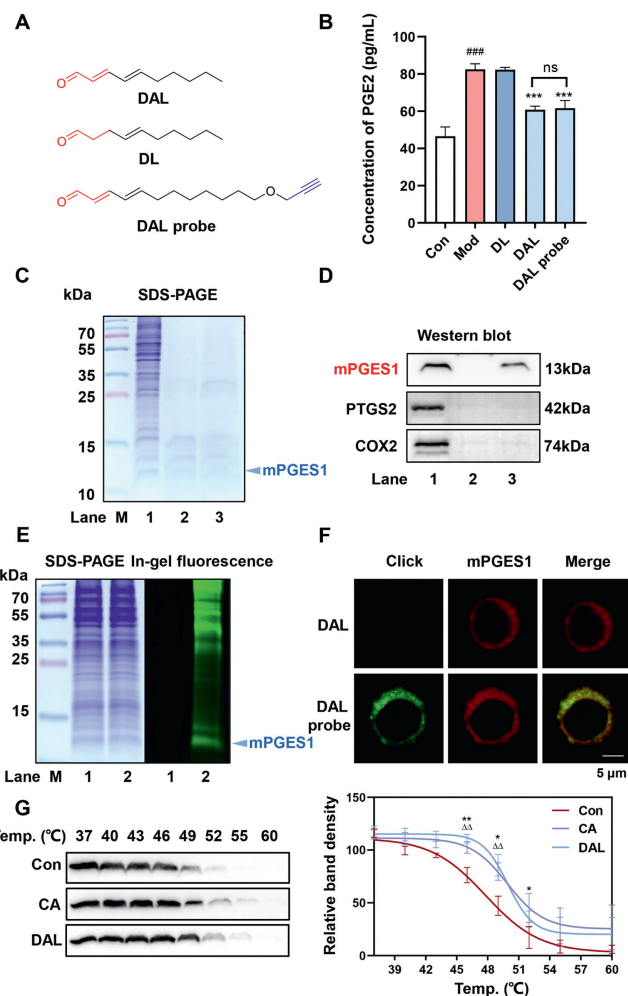 A
O
DAL
O
DL
O
O
DAL probe
B
Concentration of PGE2 (pg/mL)
100
80
60
40
20
0
###
ns
*** ***
Con Mod DL DAL DAL probe
C
kDa SDS-PAGE
70
55
35
25
15
10
mPGES1
Lane M 1 2 3
D
Western blot
mPGES1 13kDa
PTGS2 42kDa
COX2 74kDa
Lane 1 2 3
E
SDS-PAGE In-gel fluorescence
kDa
70
55
35
25
15
mPGES1
Lane M 1 2 1 2
F
Click mPGES1 Merge
DAL
DAL
probe
5 μm
G
Temp. (℃) 37 40 43 46 49 52 55 60
Con
CA
DAL
Relative band density
150
100
50
0
**
ΔΔ
*
ΔΔ
*
Con
CA
DAL
39 42 45 48 51 54 57 60
Temp. (℃)